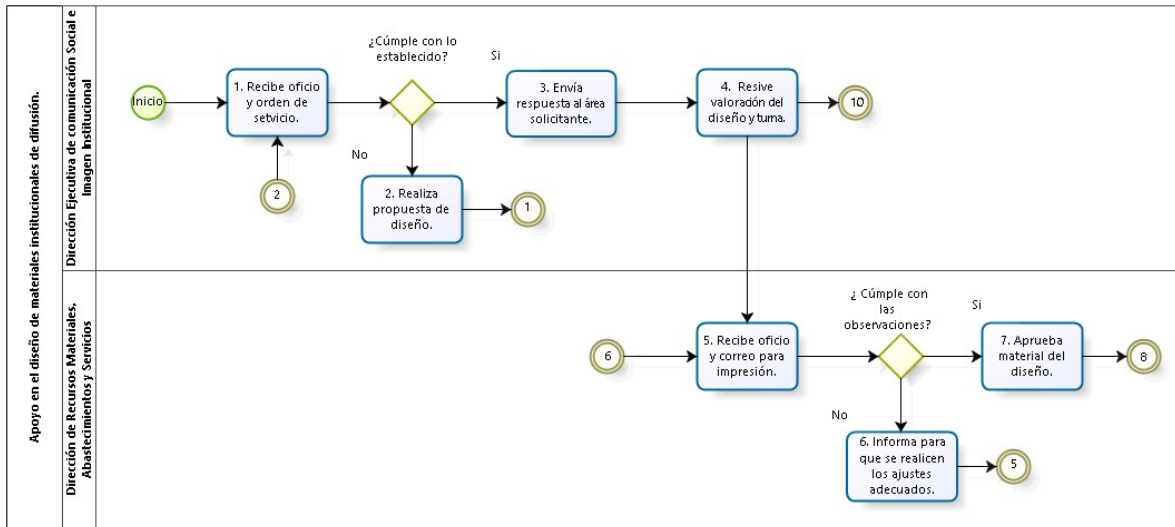 Apoyo en el diseño de materiales institucionales de difusión.
Dirección Ejecutiva de comunicación Social e
Imagen Institucional
¿Cúmple con lo
establecido?
Si
Inicio
1. Recibe oficio
y orden de
setvicio.
3. Envía
respuesta al área
solicitante.
4. Resive
valoración del
diseño y turna.
10
No
2
2. Realiza
propuesta de
diseño.
1
Dirección de Recursos Materiales,
Abastecimientos y Servicios
¿ Cúmple con
las
observaciones?
Si
6
5. Recibe oficio
y correo para
impresión.
7. Aprueba
material del
diseño.
8
No
6. Informa para
que se realicen
los ajustes
adecuados.
5